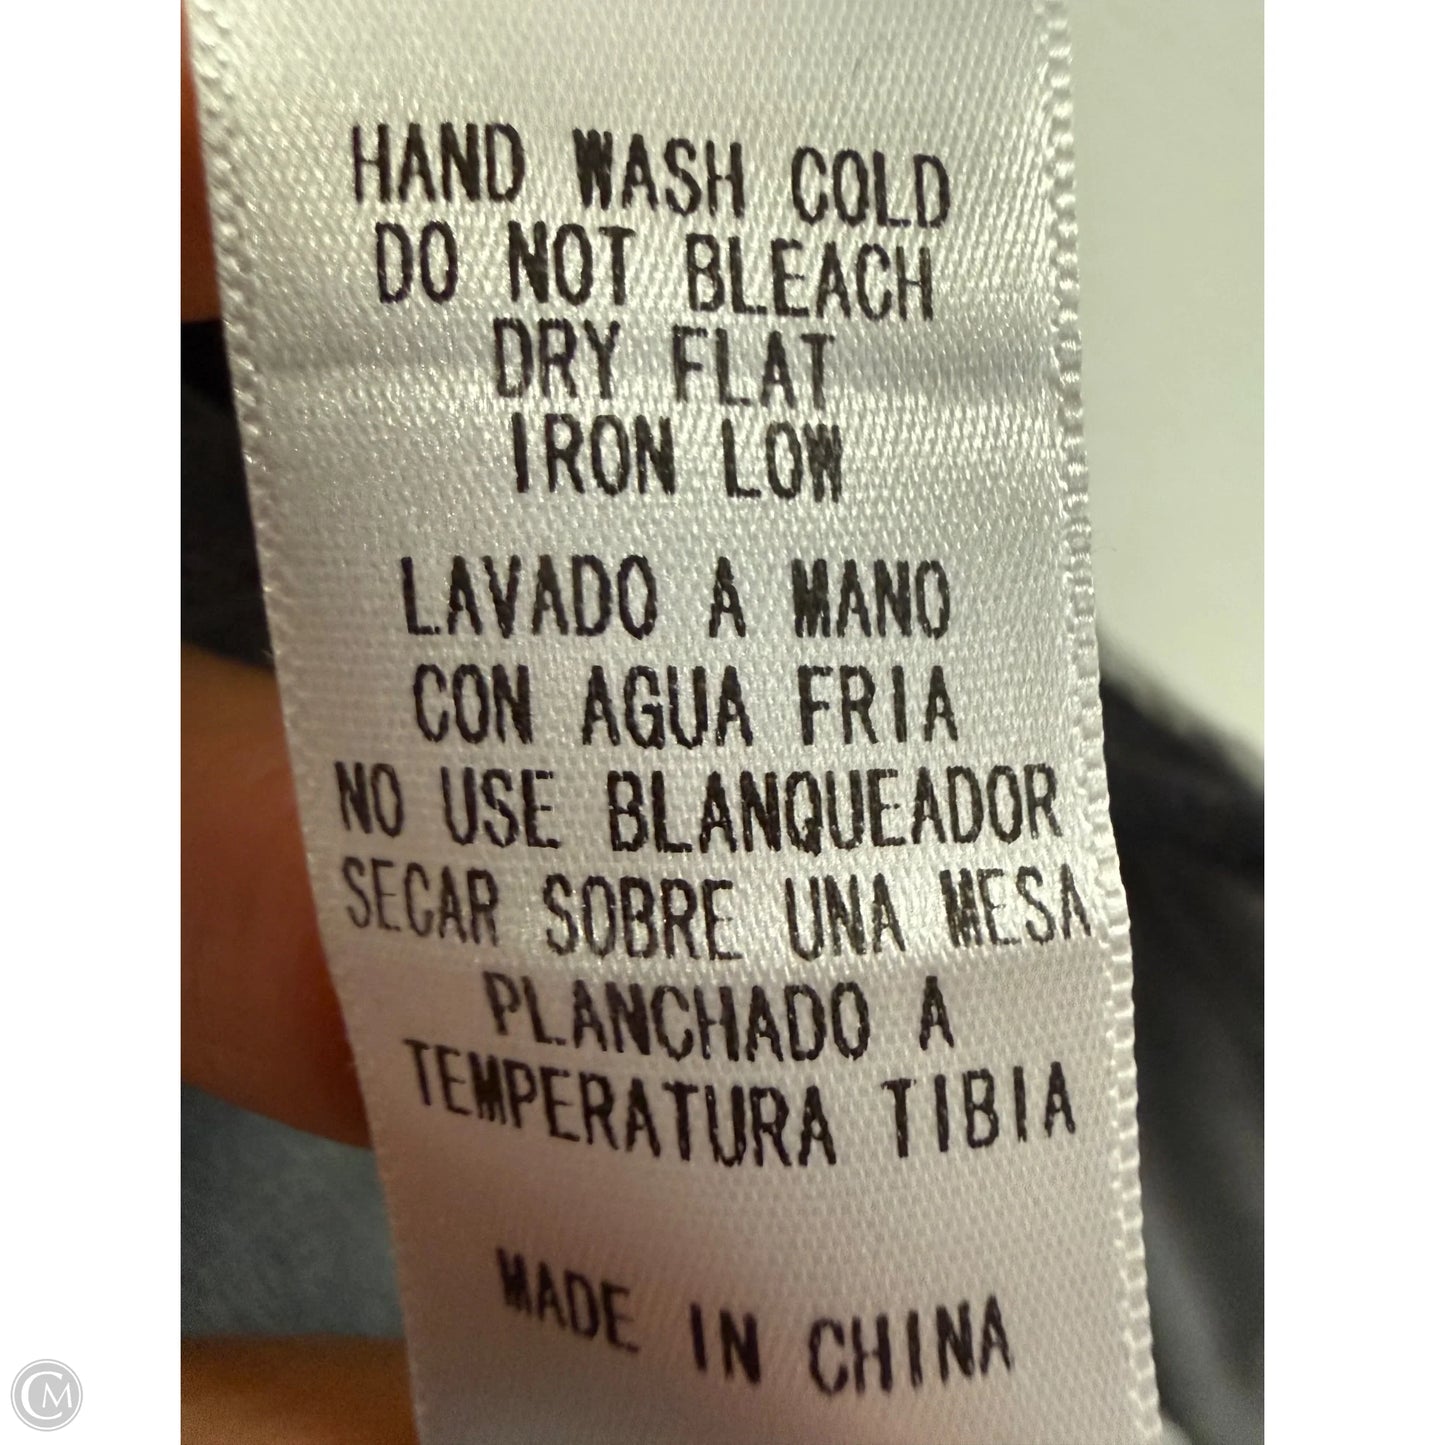 HAND WASH COLD
DO NOT BLEACH
DRY FLAT
IRON LOW
LAVADO A MANO
CON AGUA FRIA
NO USE BLANQUEADOR
SECAR SOBRE UNA MESA
PLANCHADO A
TEMPERATURA TIBIA
MADE IN CHINA
CM